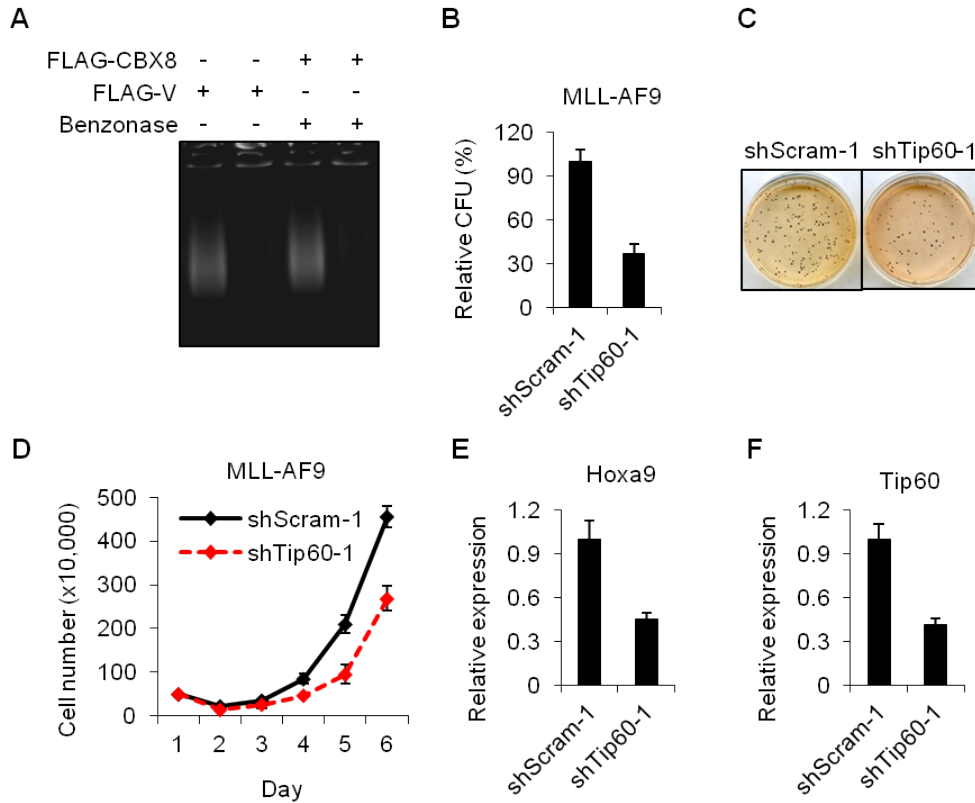 A
FLAG-CBX8 - - + +
FLAG-V + + - -
Benzonase - - + +
B
MLL-AF9
Relative CFU (%)
120
90
60
30
0
shScram-1
shTip60-1
C
shScram-1 shTip60-1
D
MLL-AF9
Cell number (x10,000)
500
400
300
200
100
0
shScram-1
shTip60-1
1 2 3 4 5 6
Day
E
Hoxa9
Relative expression
1.2
0.9
0.6
0.3
0
shScram-1
shTip60-1
F
Tip60
Relative expression
1.2
0.9
0.6
0.3
0
shScram-1
shTip60-1